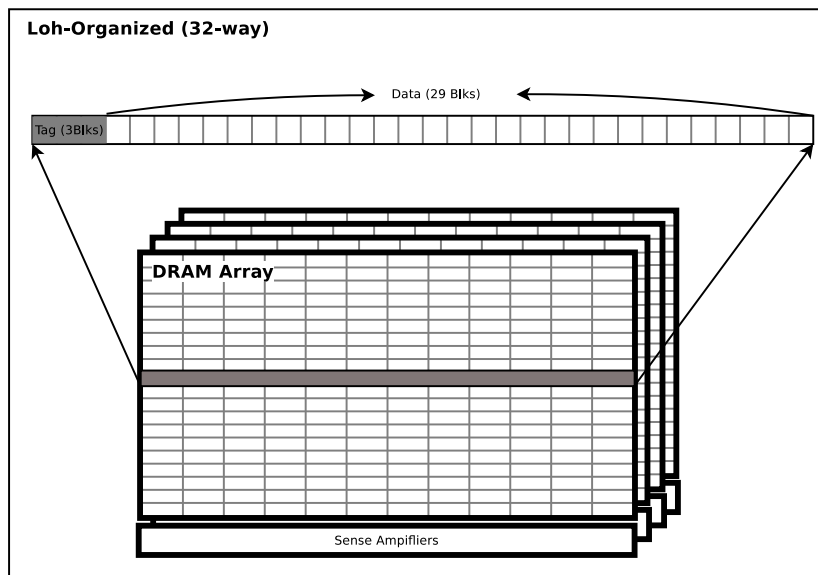 Loh-Organized (32-way)
Data (29 Blks)
Tag (3Blks)
DRAM Array
Sense Ampifliers